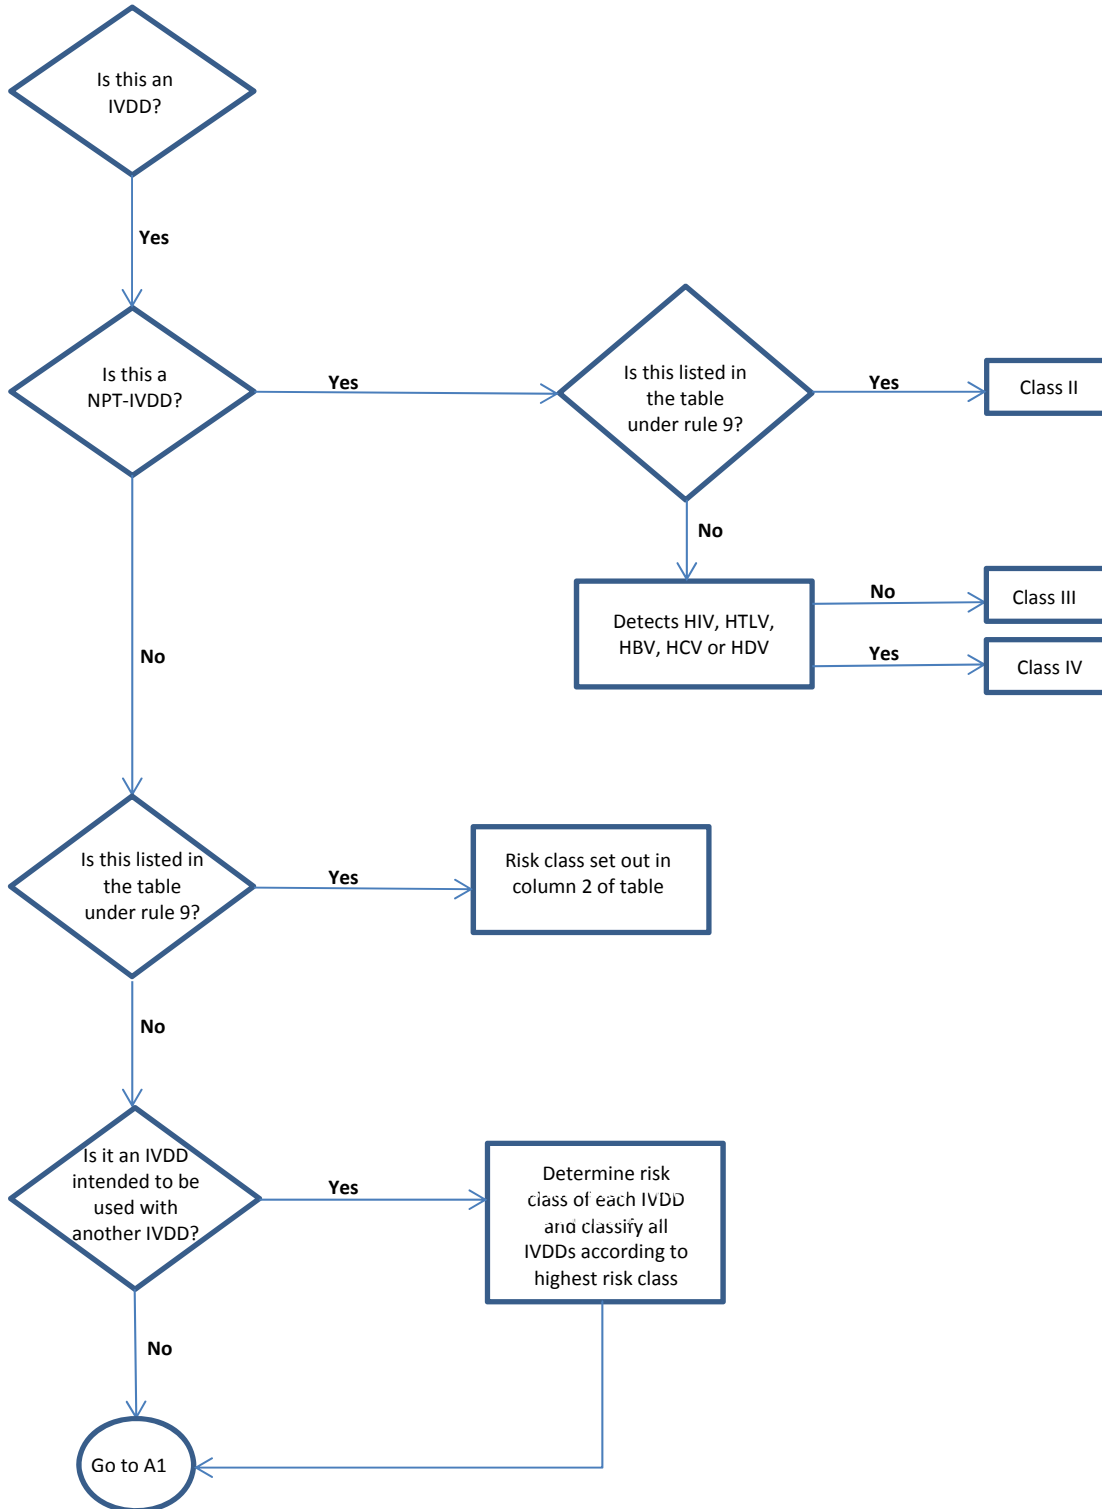 Is this an
IVDD?
Yes
Is this a
NPT-IVDD?
Yes
Is this listed in
the table
under rule 9?
Yes
Class II
No
Detects HIV, HTLV,
HBV, HCV or HDV
No
Class III
Yes
Class IV
No
Is this listed in
the table
under rule 9?
Yes
Risk class set out in
column 2 of table
No
Is it an IVDD
intended to be
used with
another IVDD?
Yes
Determine risk
class of each IVDD
and classify all
IVDDs according to
highest risk class
No
Go to A1